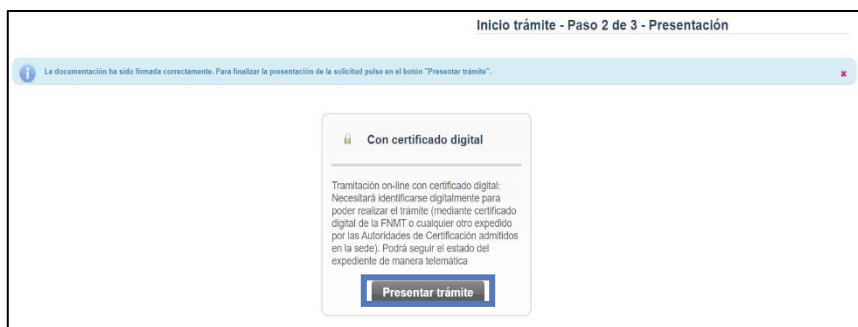 Inicio trámite - Paso 2 de 3 - Presentación
La documentación ha sido firmada correctamente. Para finalizar la presentación de la solicitud pulse en el botón "Presentar trámite".
Con certificado digital
Tramitación on-line con certificado digital:
Necesitará identificarse digitalmente para
poder realizar el trámite (mediante certificado
digital de la FNMT o cualquier otro expedido
por las Autoridades de Certificación admitidos
en la sede). Podrá seguir el estado del
expediente de manera telemática
Presentar trámite